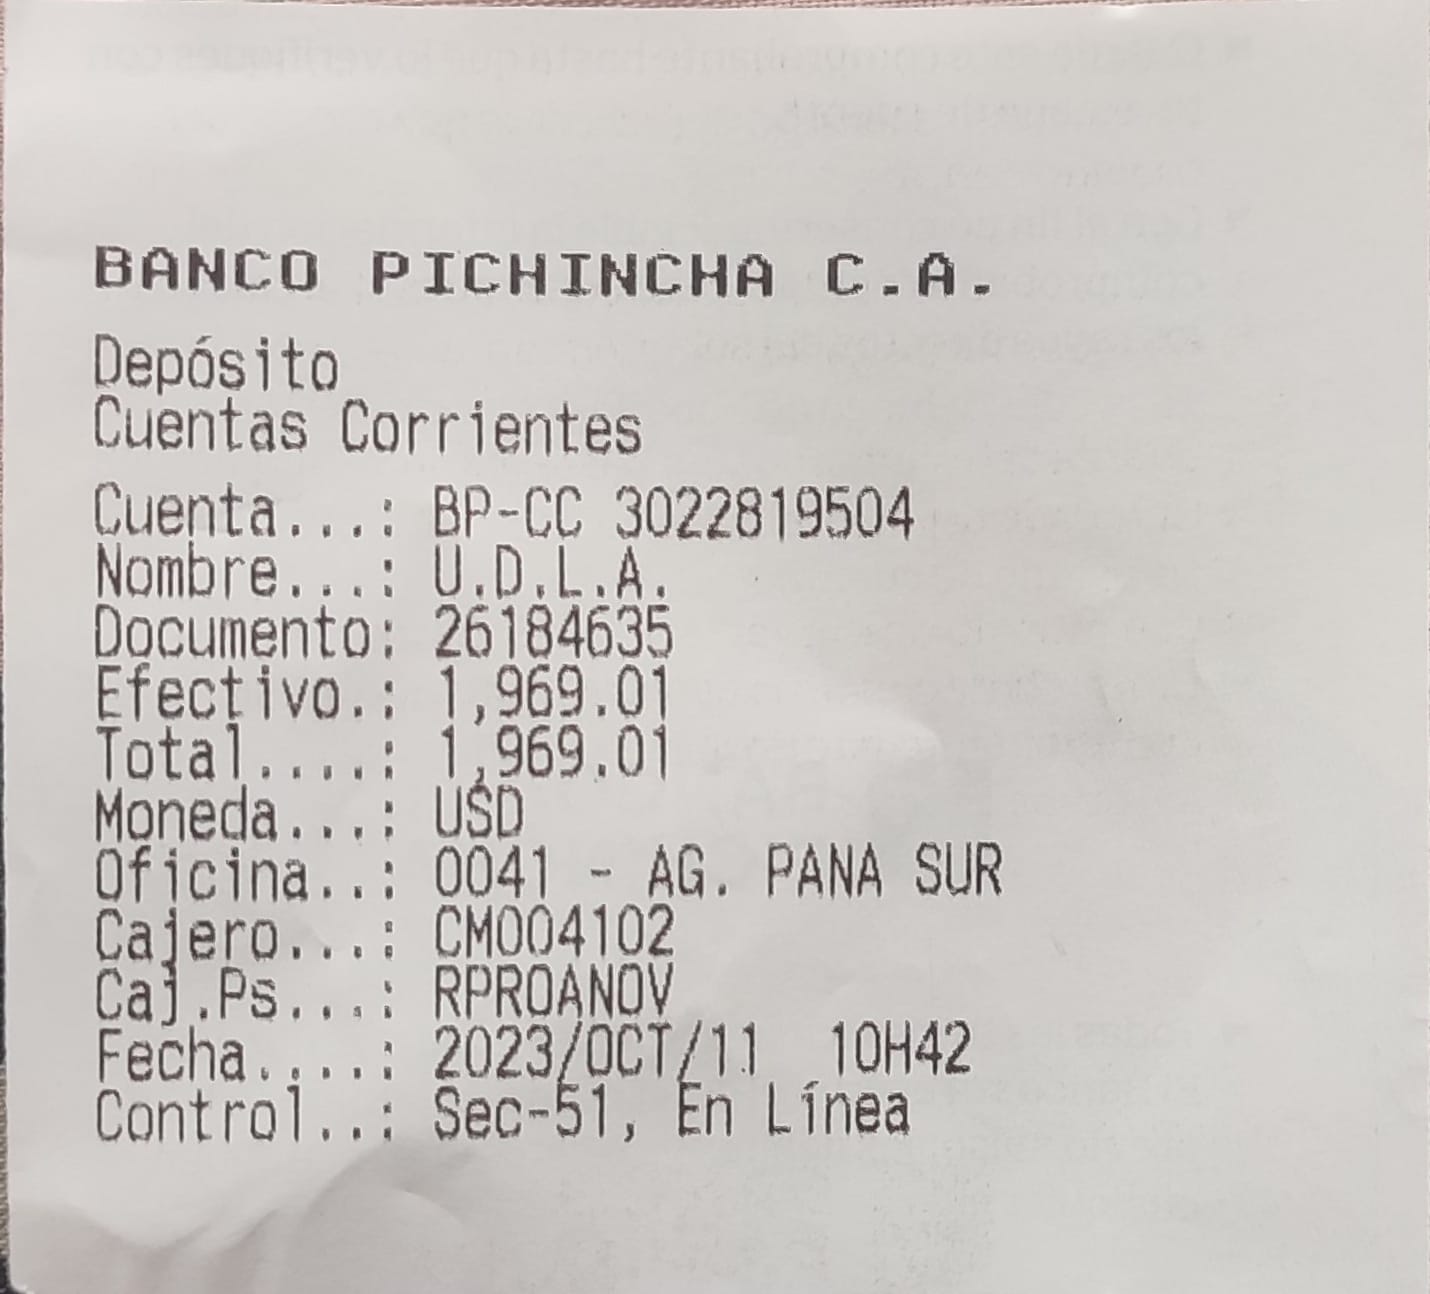 BANCO PICHINCHA C.A.
Depósito
Cuentas Corrientes
Cuenta...: BP-CC 3022819504
Nombre...: U.D.L.A.
Documento: 26184635
Efectivo.: 1,969.01
Total....: 1,969.01
Moneda...: USD
Oficina..: 0041 - AG. PANA SUR
Cajero...: CM004102
Caj.Ps...: RPROANOV
Fecha....: 2023/OCT/11  10H42
Control..: Sec-51, En Línea